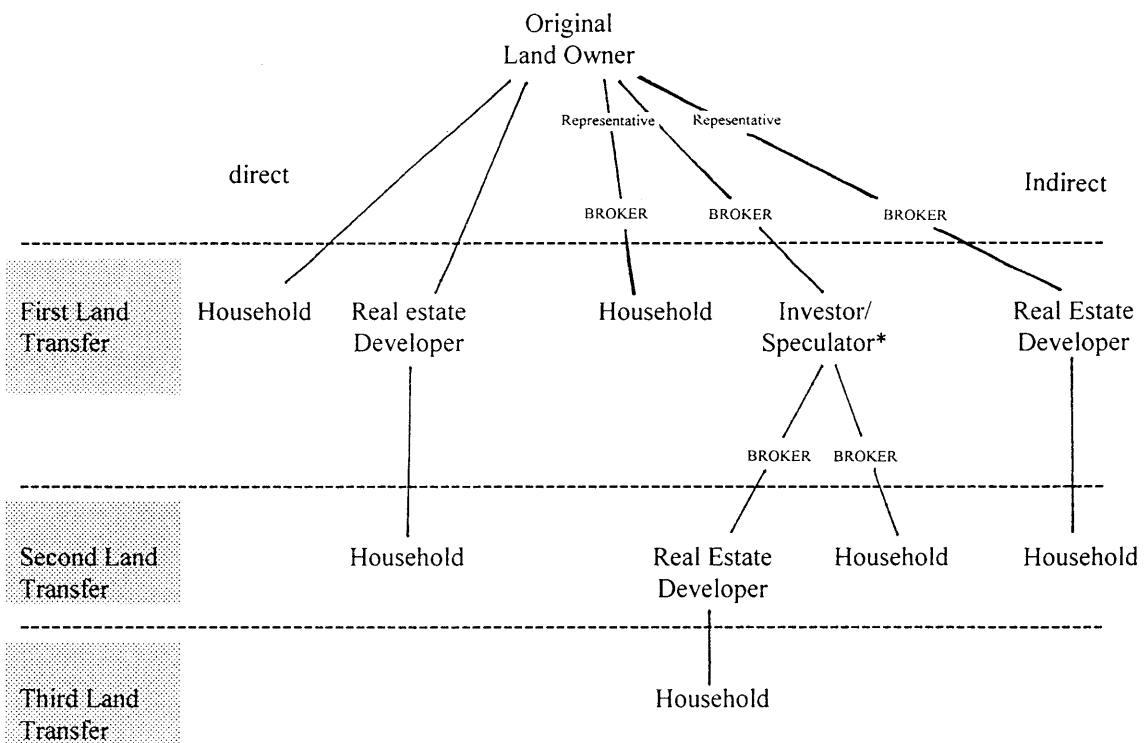 Original
Land Owner
Representative
Repesentative
direct
Indirect
BROKER
BROKER
BROKER
First Land
Transfer
Household
Real estate
Developer
Household
Investor/
Speculator*
Real Estate
Developer
BROKER
BROKER
Second Land
Transfer
Household
Real Estate
Developer
Household
Household
Third Land
Transfer
Household